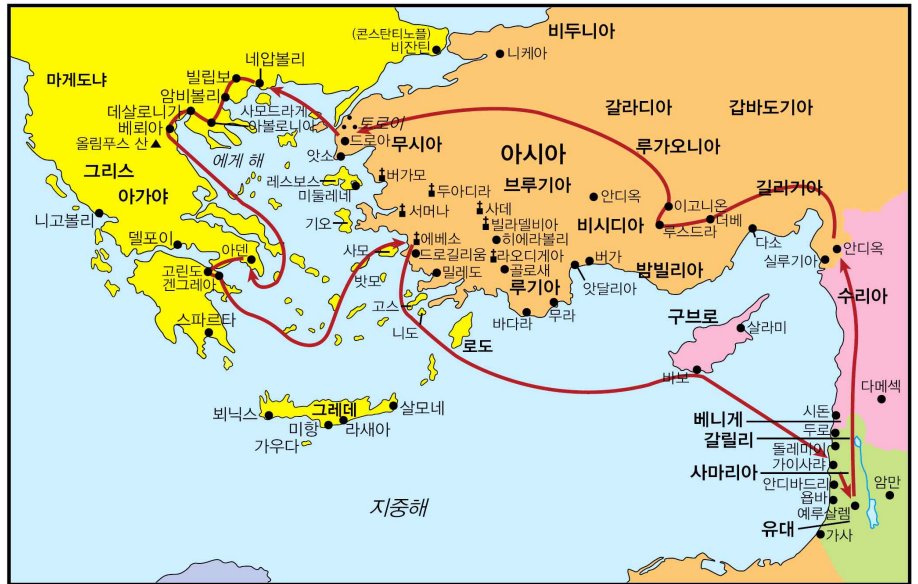 (콘스탄티노플)
비잔틴
비두니아
니케아
네압볼리
빌립보
마게도냐
암비볼리
데살로니가
사모드라게
아볼로니아
베뢰아
올림푸스 산
에게 해
트로이
드로아
무시아
앗소
갈라디아
갑바도기아
루가오니아
아시아
그리스
아가야
레스보스
미둘레네
버가모
두아디라
브루기아
안디옥
길리기아
이고니온
더베
루스드라
비시디아
니고볼리
기오
서머나
사데
빌라델비아
델포이
아덴
사모
에베소
히에라볼리
드로길리움
라오디게아
버가
밤빌리아
다소
안디옥
실루기아
고린도
겐그레아
밧모
밀레도
골로새
루기아
앗달리아
수리아
고스
무라
바다라
구브로
살라미
스파르타
니도
로도
바보
다메섹
뵈닉스
그레데
살모네
미항
라새아
가우다
시돈
베니게
두로
갈릴리
돌레마이
가이사랴
사마리아
안디바드리
암만
욥바
지중해
예루살렘
유대
가사